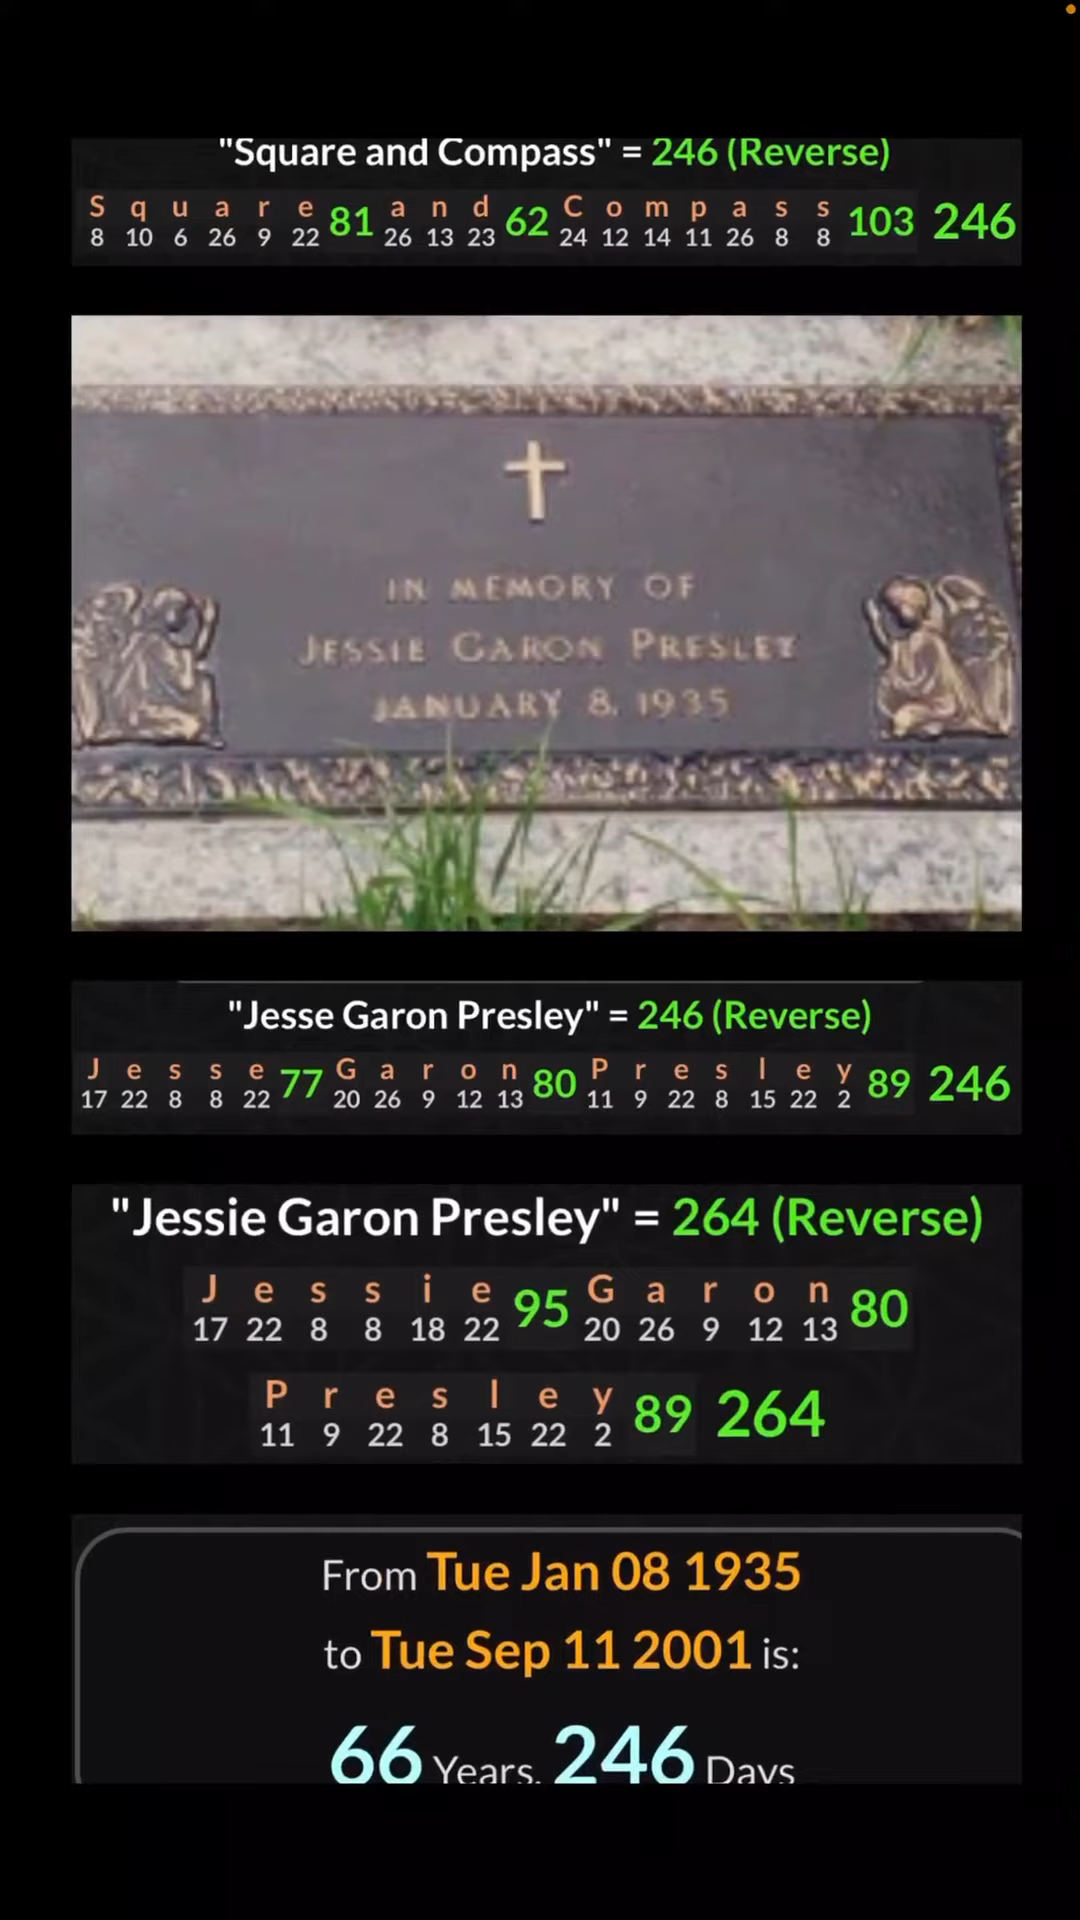 "Square and Compass" = 246 (Reverse)
S q u a r e 81 a n d 62 C o m p a s s 103 246
8 10 6 26 9 22 26 13 23 24 12 14 11 26 8 8
IN MEMORY OF
JESSIE GARON PRESLEY
JANUARY 8, 1935
"Jesse Garon Presley" = 246 (Reverse)
J e s s e 77 G a r o n 80 P r e s l e y 89 246
17 22 8 8 22 20 26 9 12 13 11 9 22 8 15 22 2
"Jessie Garon Presley" = 264 (Reverse)
J e s s i e 95 G a r o n 80
17 22 8 8 18 22 20 26 9 12 13
P r e s l e y 89 264
11 9 22 8 15 22 2
From Tue Jan 08 1935
to Tue Sep 11 2001 is:
66 Years, 246 Days